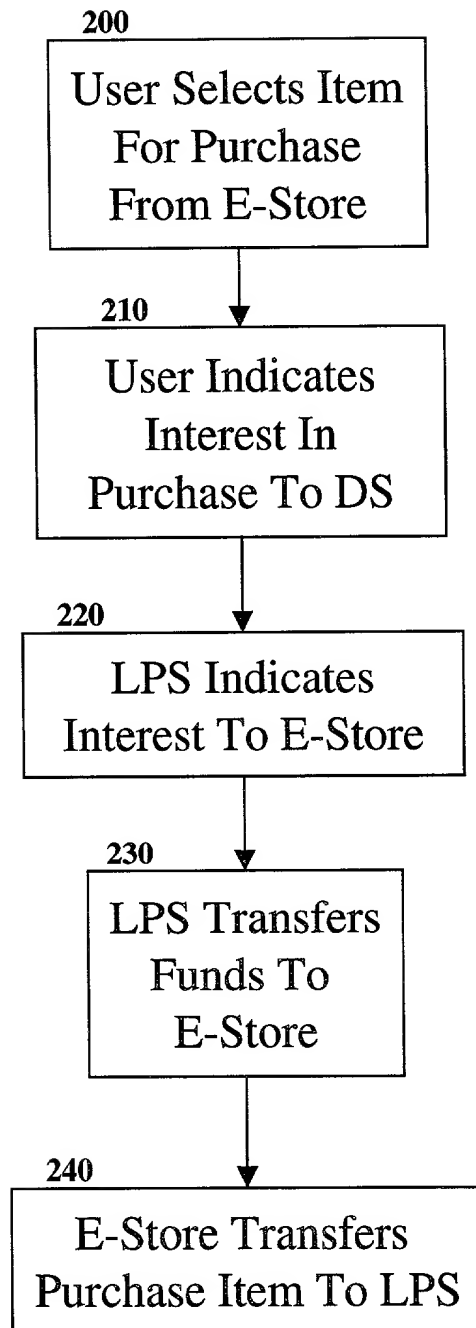 200
User Selects Item
For Purchase
From E-Store
210
User Indicates
Interest In
Purchase To DS
220
LPS Indicates
Interest To E-Store
230
LPS Transfers
Funds To
E-Store
240
E-Store Transfers
Purchase Item To LPS